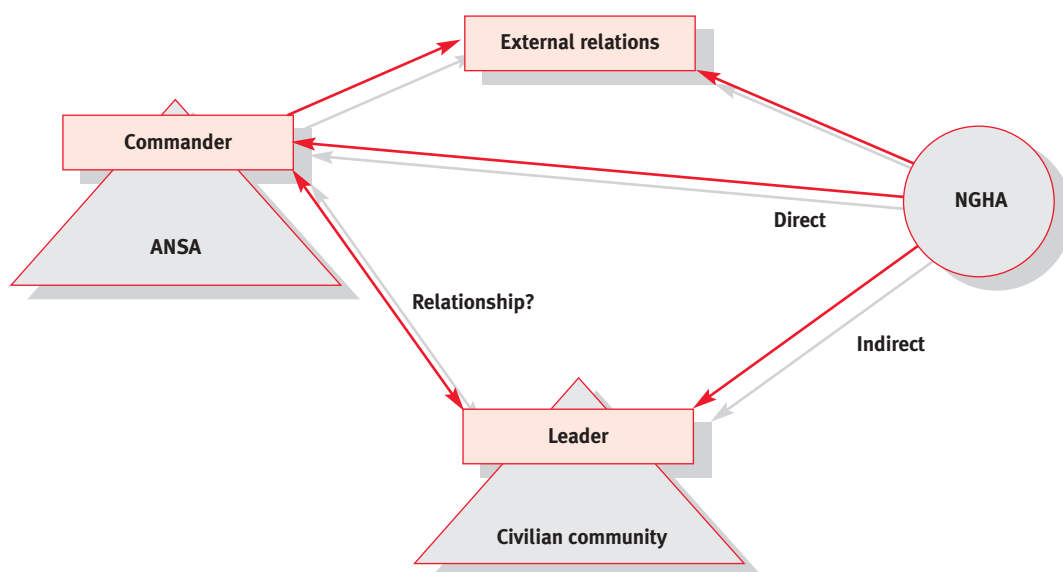 External relations
Commander
NGHA
Direct
ANSA
Relationship?
Indirect
Leader
Civilian community